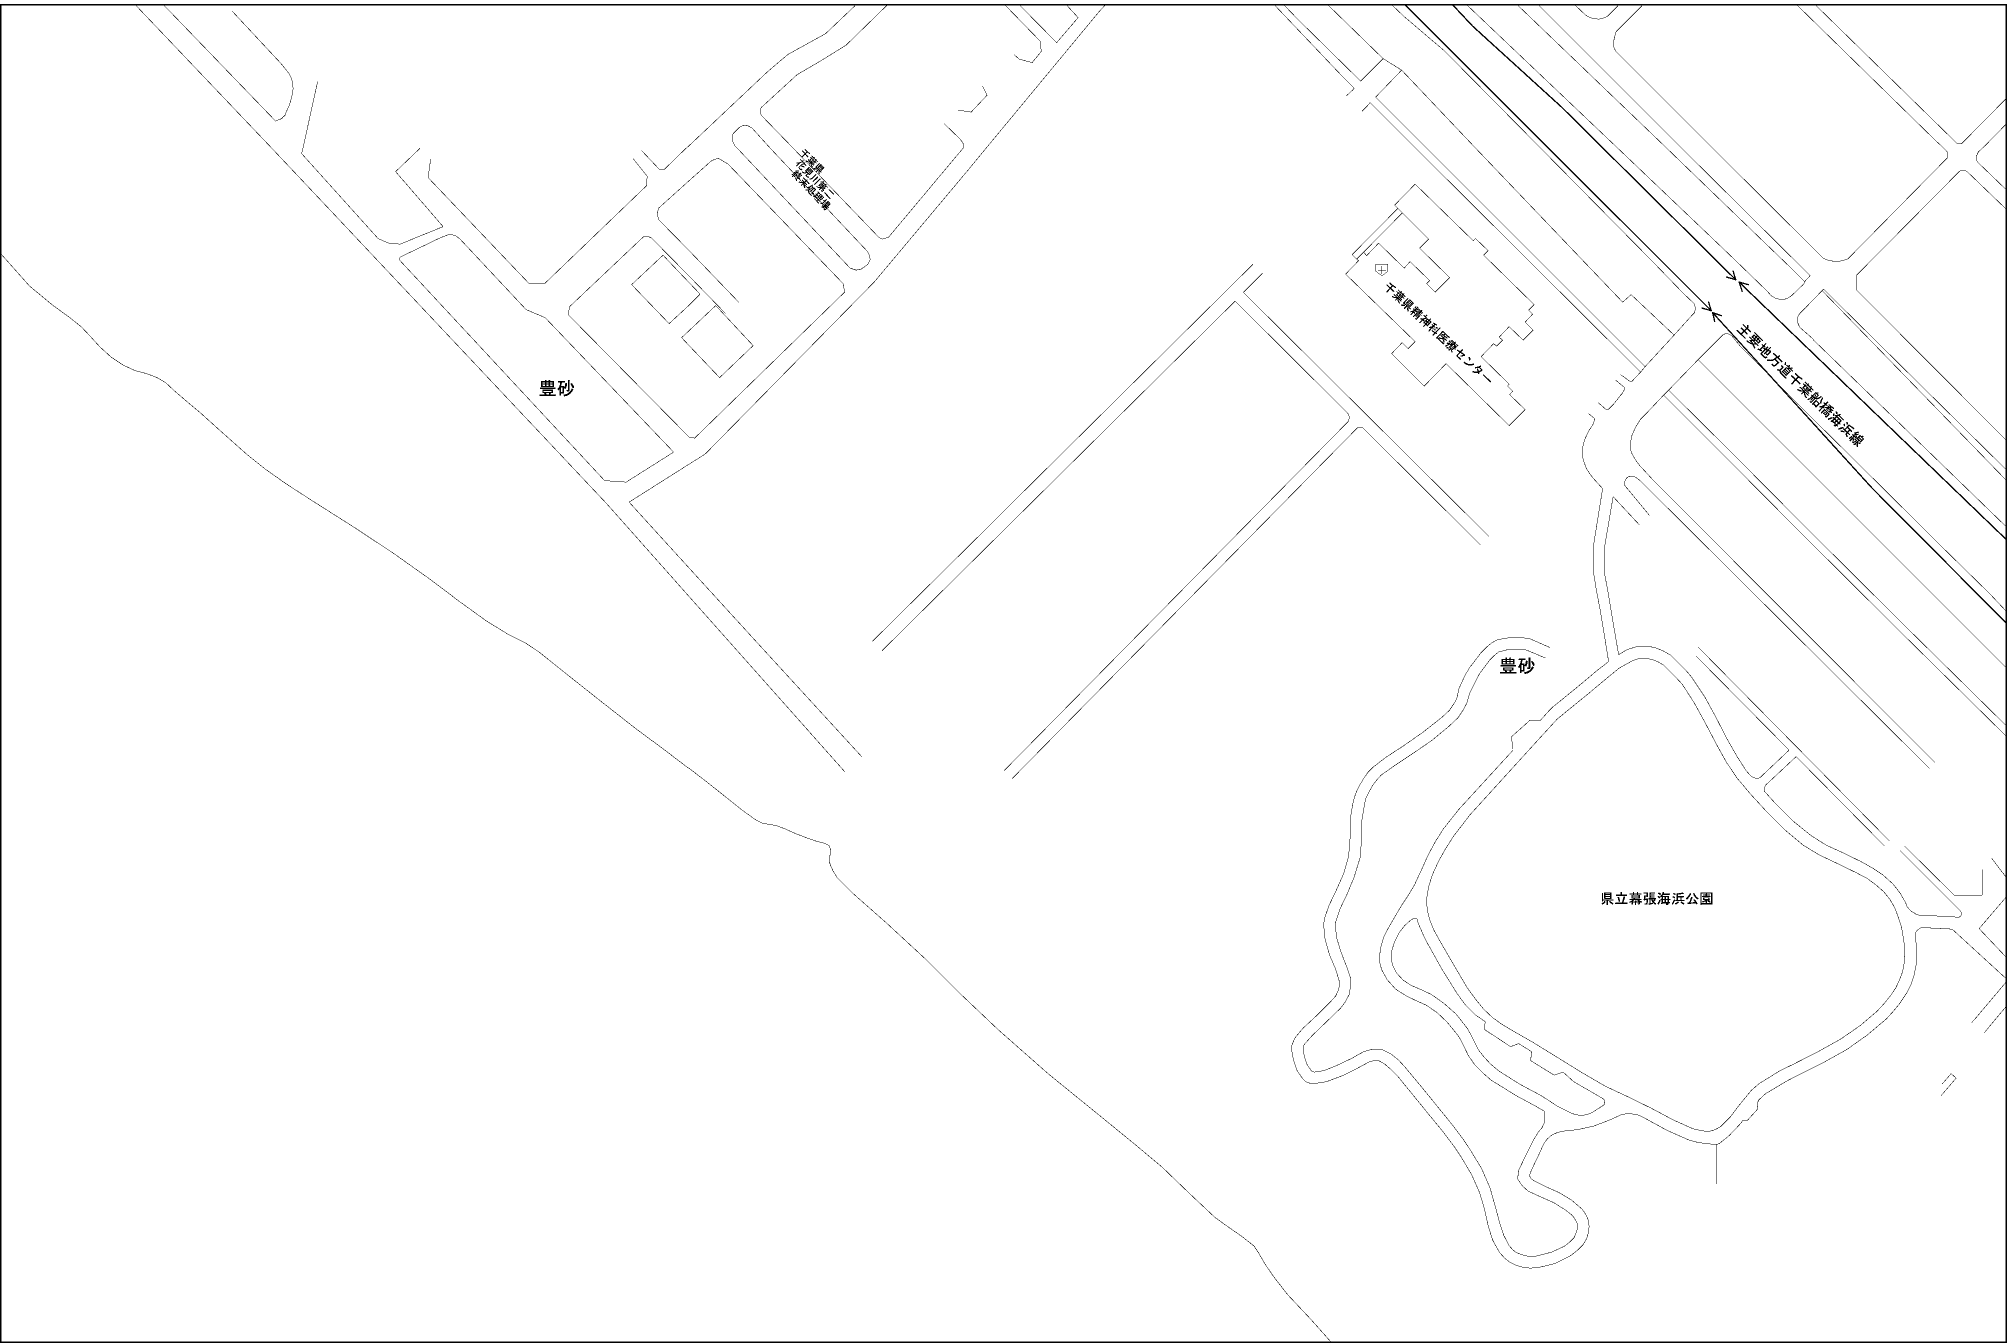 千葉県
花見川第二
終末処理場
千葉県精神科医療センター
主要地方道千葉船橋海浜線
豊砂
豊砂
県立幕張海浜公園